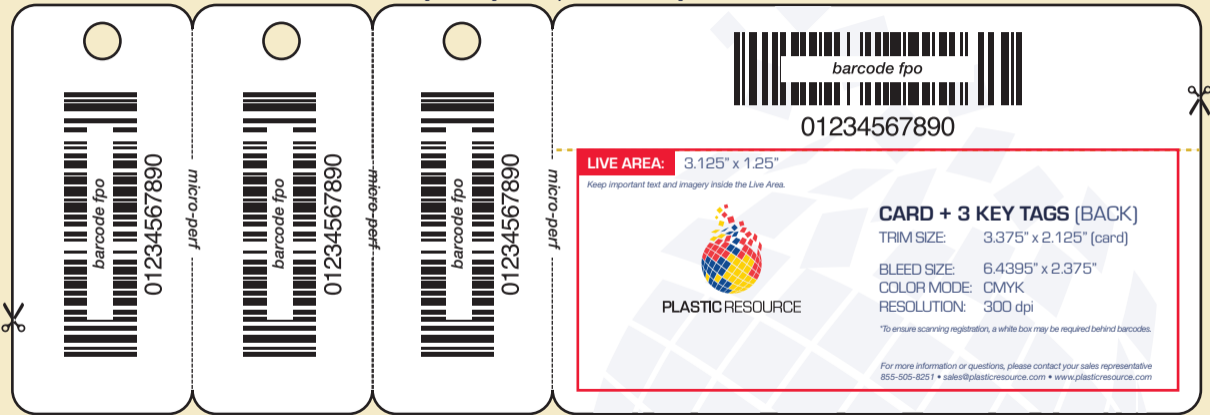 barcode fpo
01234567890
micro-perf
barcode fpo
01234567890
micro-perf
barcode fpo
01234567890
micro-perf
barcode fpo
01234567890
LIVE AREA: 3.125" x 1.25"
Keep important text and imagery inside the Live Area.
PLASTIC RESOURCE
CARD + 3 KEY TAGS (BACK)
TRIM SIZE: 3.375" x 2.125" (card)
BLEED SIZE: 6.4395" x 2.375"
COLOR MODE: CMYK
RESOLUTION: 300 dpi
*To ensure scanning registration, a white box may be required behind barcodes.
For more information or questions, please contact your sales representative
855-505-8251 • sales@plasticresource.com • www.plasticresource.com